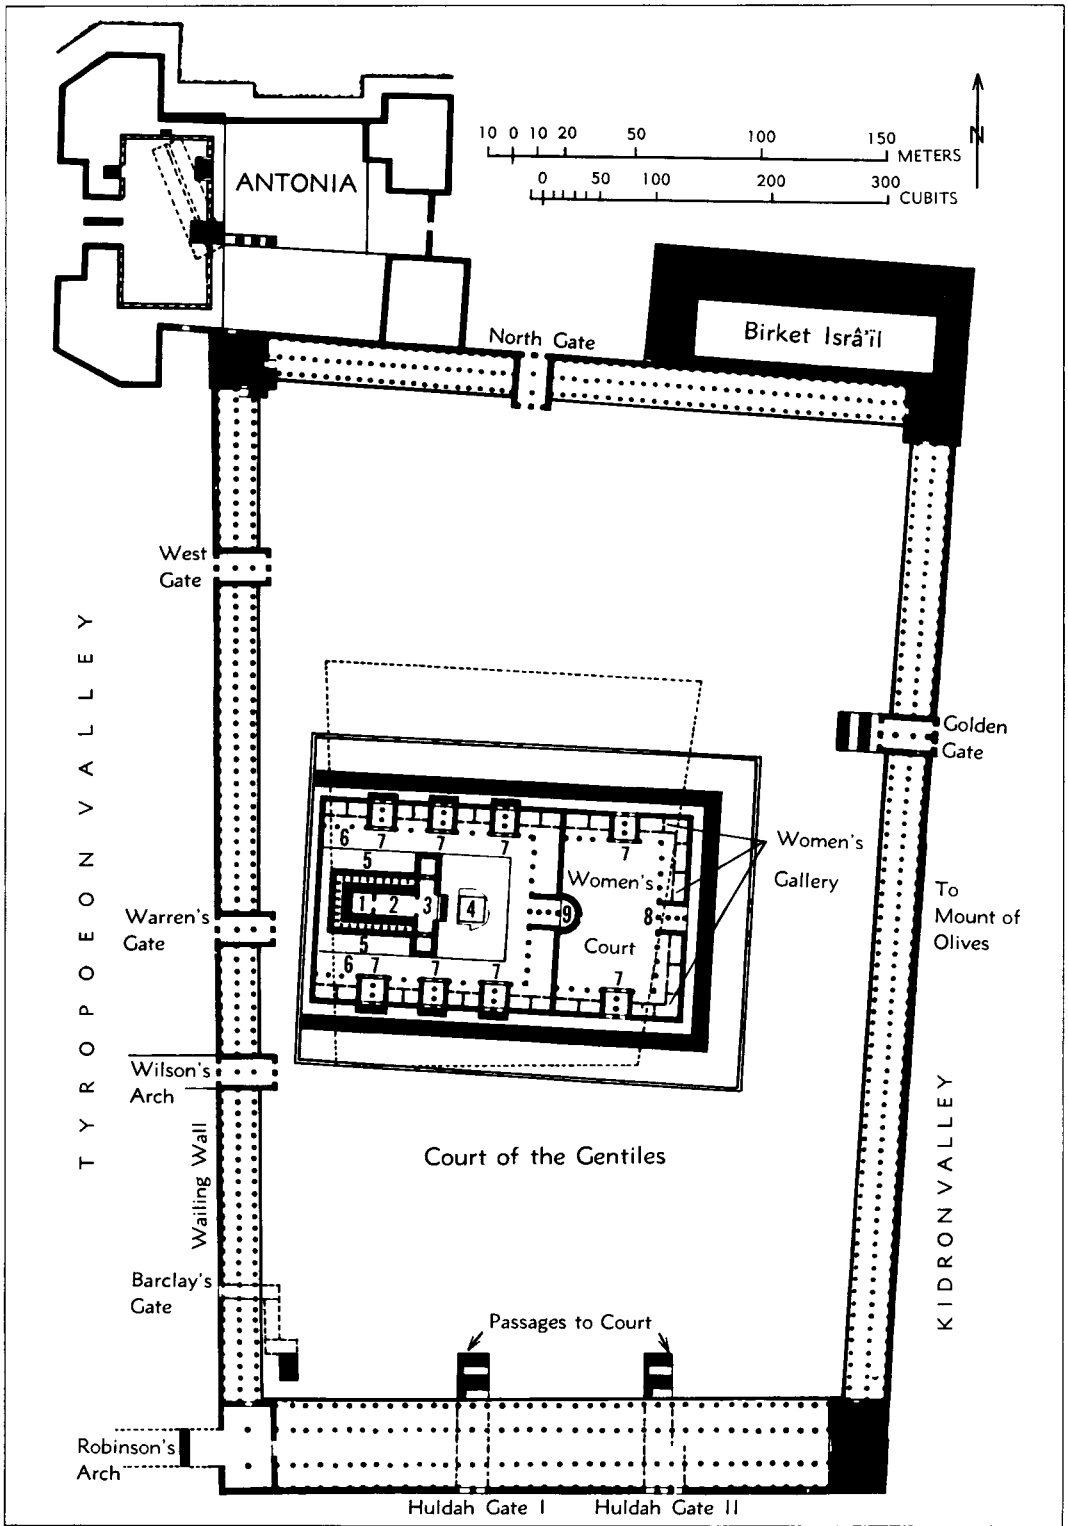 10 0 10 20 50 100 150
METERS
0 50 100 200 300
CUBITS
N
ANTONIA
North Gate
Birket Isrâ'il
West
Gate
Golden
Gate
TYROPOEON VALLEY
6 7 7 7 7
5
Women's
Gallery
Women's
Court
1 2 3 4 9 8
5
6 7 7 7 7
Warren's
Gate
To
Mount of
Olives
Wilson's
Arch
Court of the Gentiles
Wailing Wall
KIDRONVALLEY
Barclay's
Gate
Passages to Court
Robinson's
Arch
Huldah Gate I
Huldah Gate II